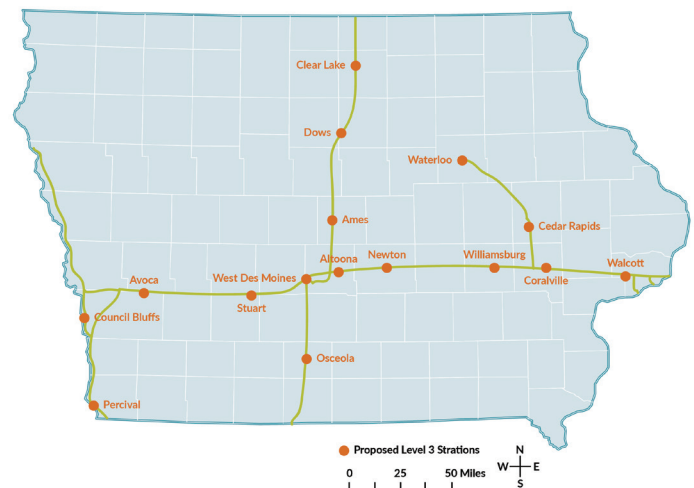 Clear Lake
Dows
Waterloo
Ames
Cedar Rapids
Altoona
Newton
Williamsburg
Walcott
West Des Moines
Avoca
Coralville
Stuart
Council Bluffs
Osceola
Percival
Proposed Level 3 Strations
N
W E
S
0 25 50 Miles